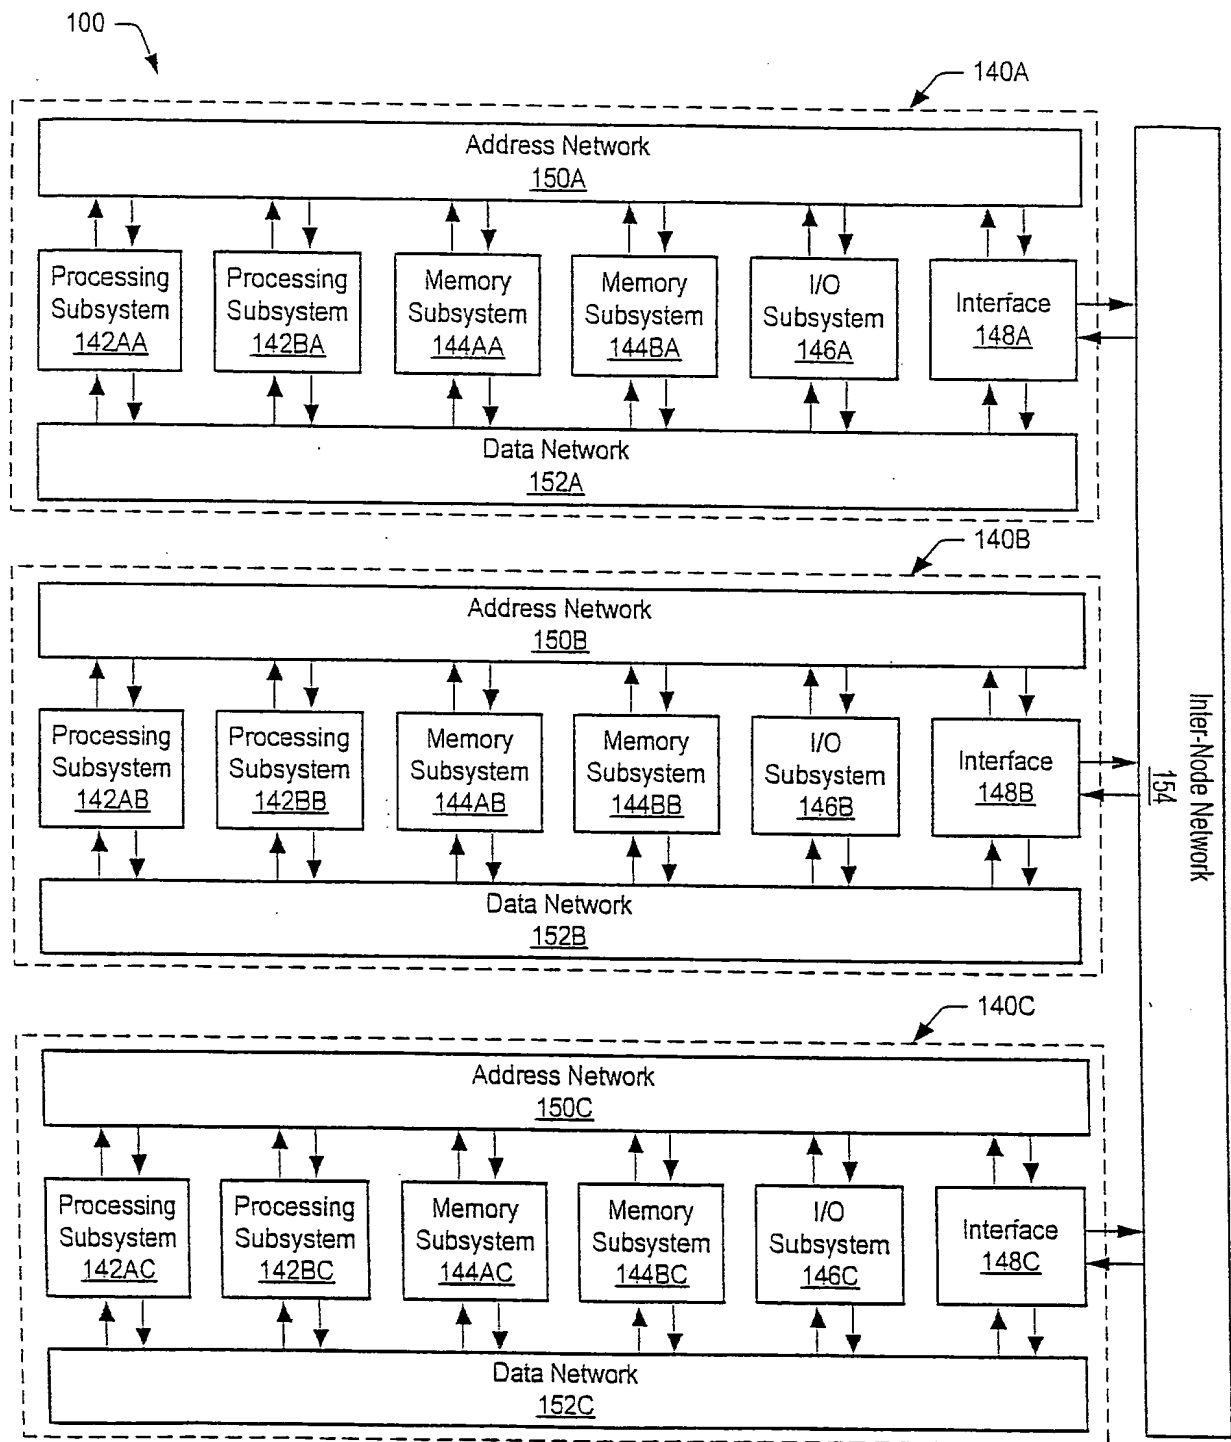 100
140A
Address Network
150A
Processing
Subsystem
142AA
Processing
Subsystem
142BA
Memory
Subsystem
144AA
Memory
Subsystem
144BA
I/O
Subsystem
146A
Interface
148A
Data Network
152A
140B
Address Network
150B
Processing
Subsystem
142AB
Processing
Subsystem
142BB
Memory
Subsystem
144AB
Memory
Subsystem
144BB
I/O
Subsystem
146B
Interface
148B
Data Network
152B
140C
Address Network
150C
Processing
Subsystem
142AC
Processing
Subsystem
142BC
Memory
Subsystem
144AC
Memory
Subsystem
144BC
I/O
Subsystem
146C
Interface
148C
Data Network
152C
Inter-Node Network
154